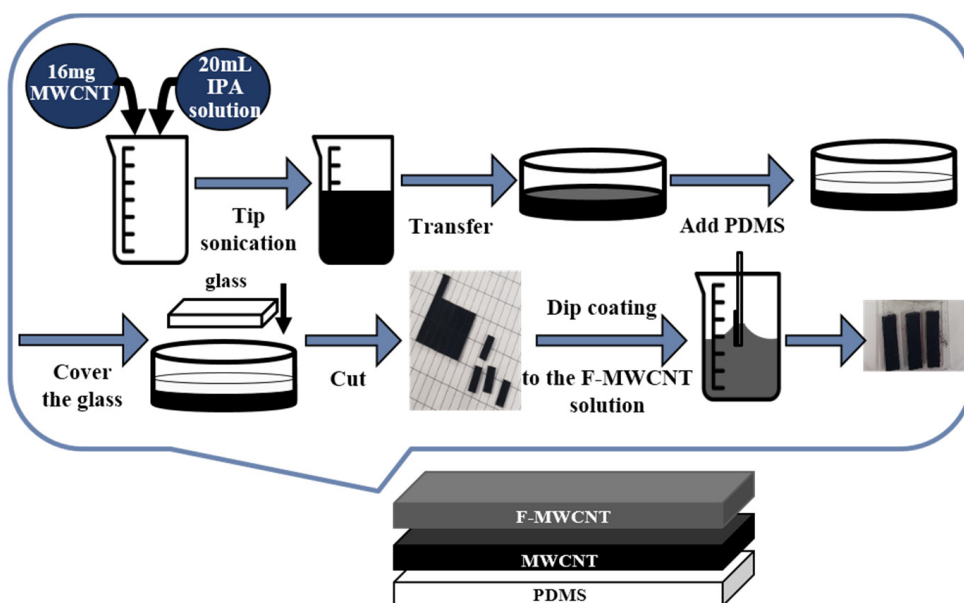 16mg
MWCNT
20mL
IPA
solution
Tip
sonication
Transfer
Add PDMS
glass
Cover
the glass
Cut
Dip coating
to the F-MWCNT
solution
F-MWCNT
MWCNT
PDMS